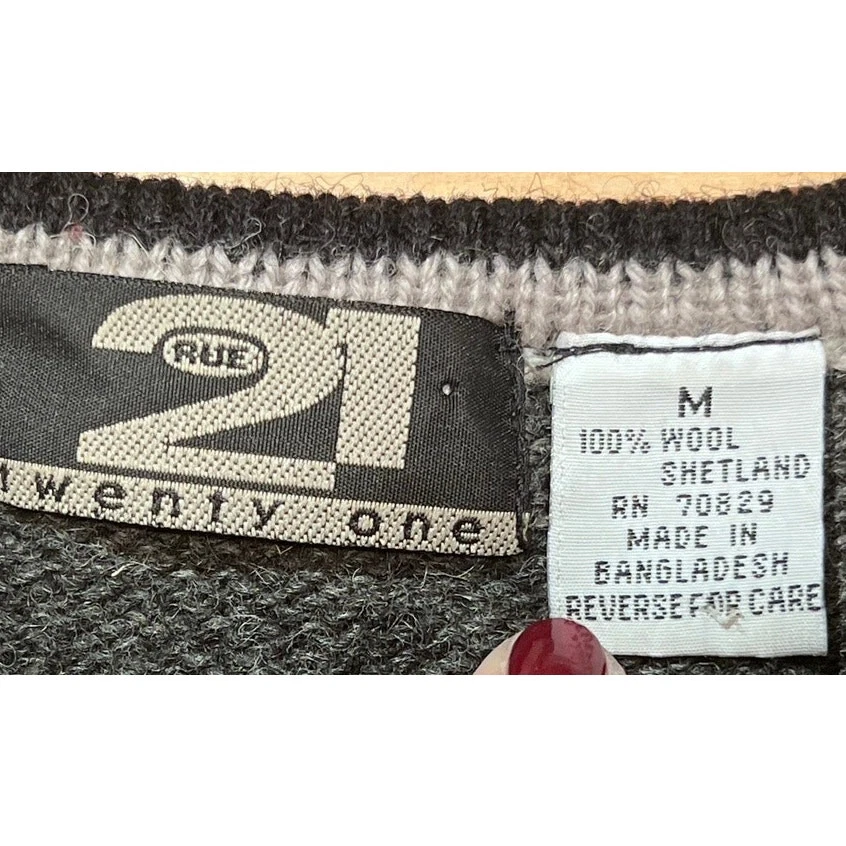 RUE
21
twenty one
M
100% WOOL
SHETLAND
RN 70829
MADE IN
BANGLADESH
REVERSE FOR CARE